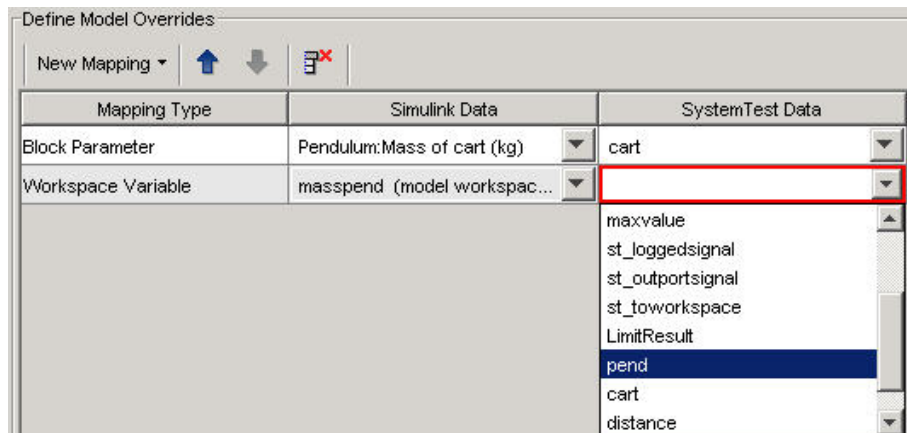 Define Model Overrides
New Mapping
Mapping Type Simulink Data SystemTest Data
Block Parameter Pendulum:Mass of cart (kg) cart
Workspace Variable masspend (model workspac...
maxvalue
st_loggedsignal
st_outportsignal
st_toworkspace
LimitResult
pend
cart
distance